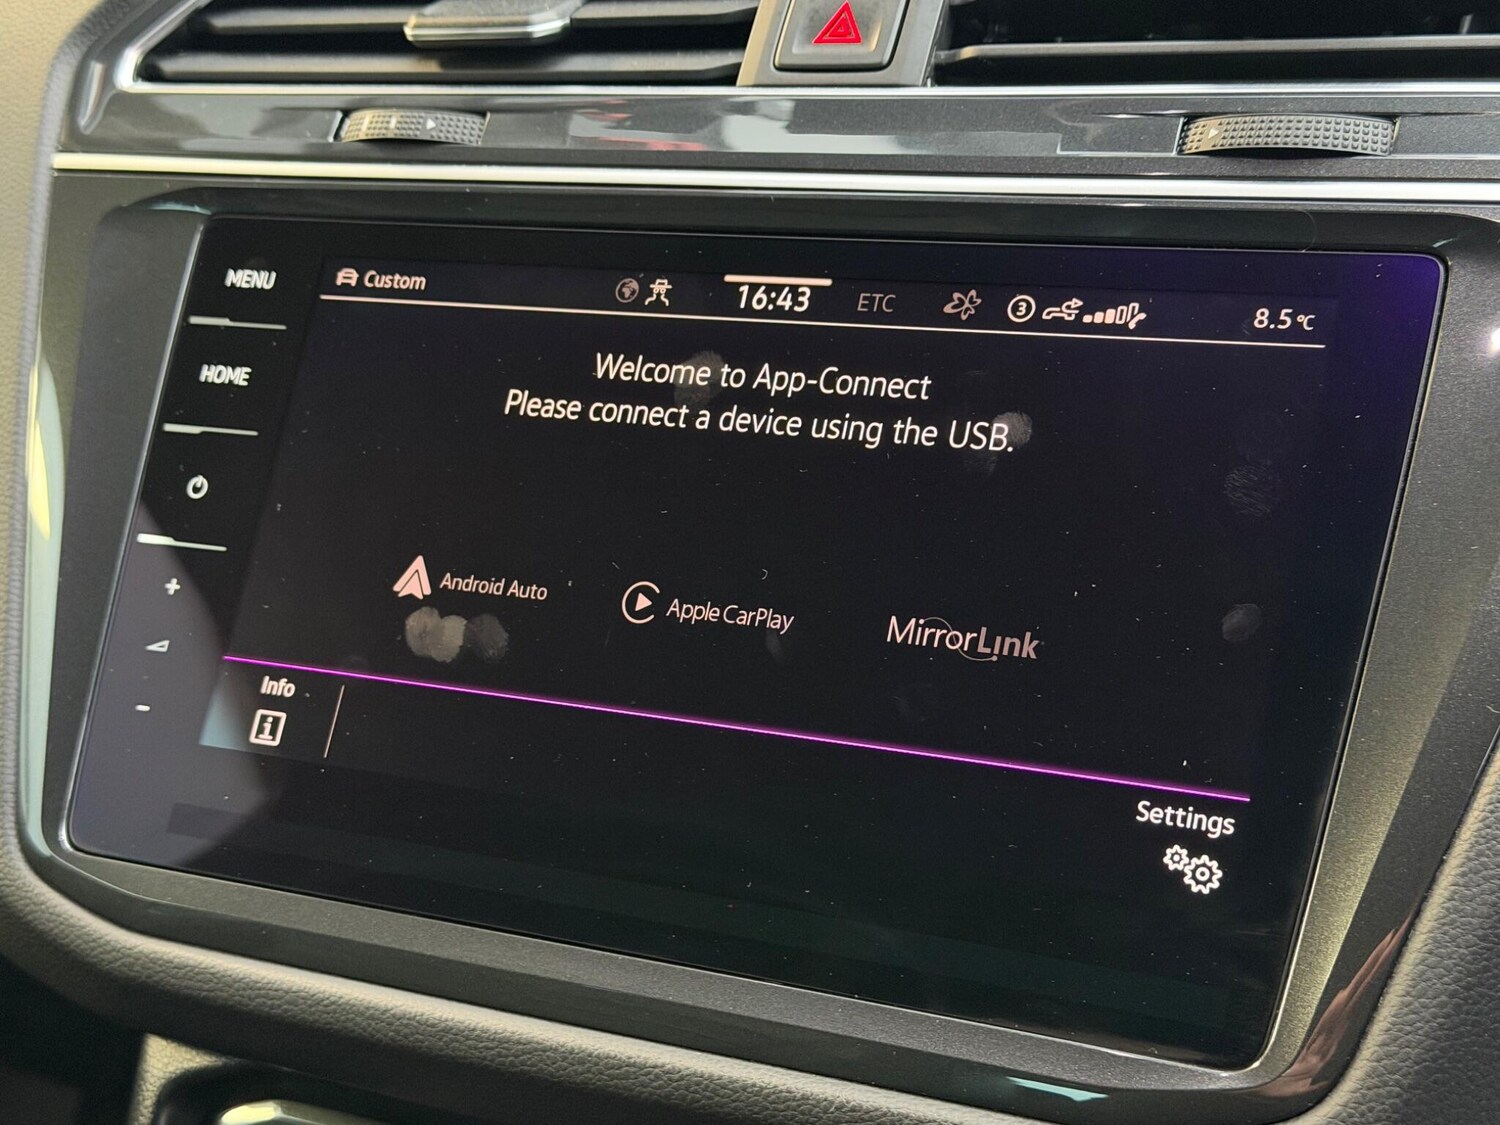 MENU
HOME
Custom
16:43
ETC
3
8.5°C
Welcome to App-Connect
Please connect a device using the USB.
Android Auto
Apple CarPlay
MirrorLink
Info
i
Settings
+
-